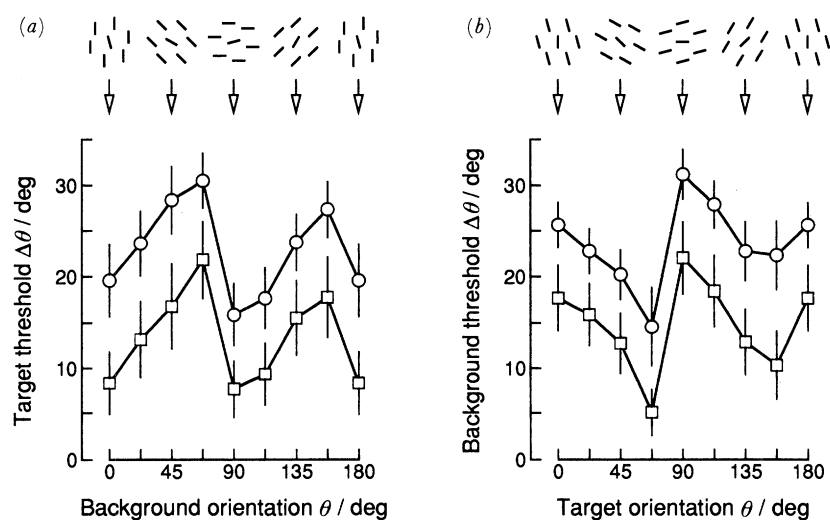 (a)
Target threshold Δθ / deg
30
20
10
0
0 45 90 135 180
Background orientation θ / deg
(b)
Background threshold Δθ / deg
30
20
10
0
0 45 90 135 180
Target orientation θ / deg